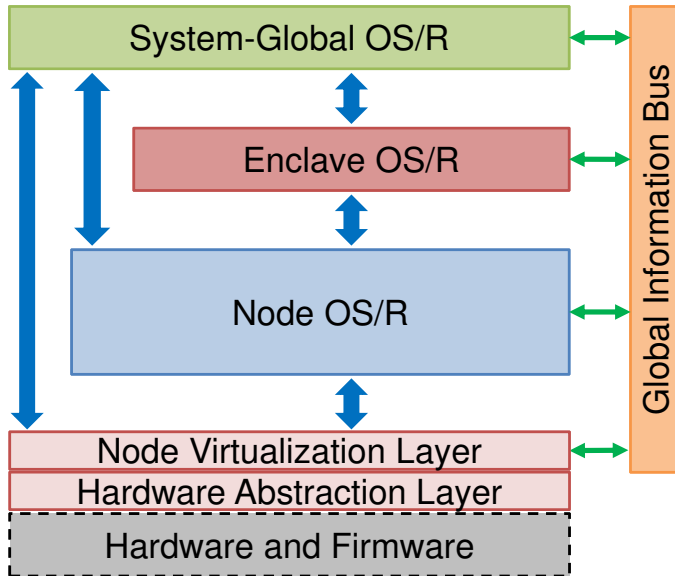 System-Global OS/R
Enclave OS/R
Node OS/R
Node Virtualization Layer
Hardware Abstraction Layer
Hardware and Firmware
Global Information Bus